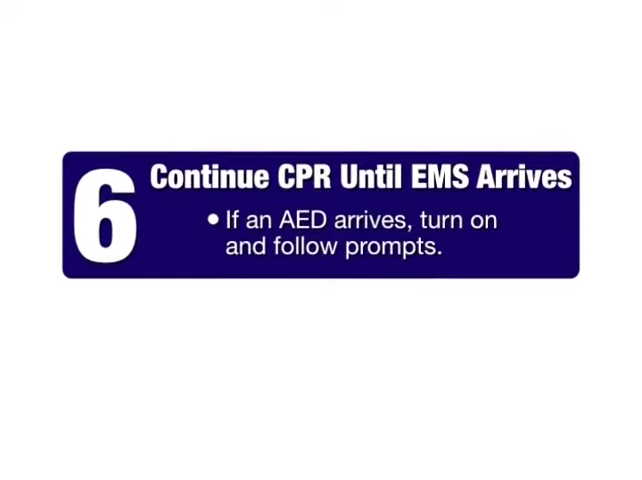 6
Continue CPR Until EMS Arrives
• If an AED arrives, turn on
and follow prompts.